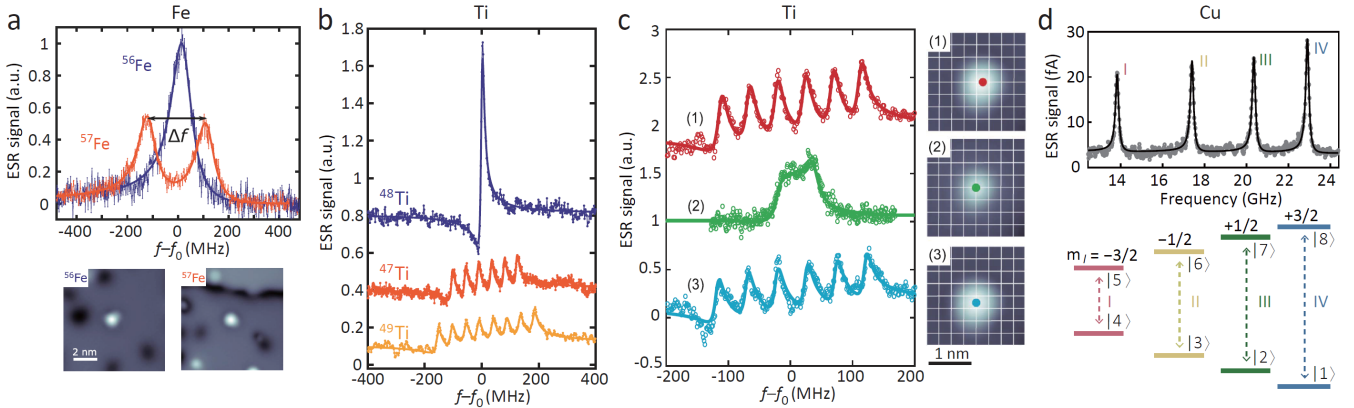 a
Fe
ESR signal (a.u.)
1
0.8
0.6
0.4
0.2
0
⁵⁶Fe
⁵⁷Fe
Δf
-400
-200
0
200
400
f–f₀ (MHz)
⁵⁶Fe
2 nm
⁵⁷Fe
b
Ti
ESR signal (a.u.)
1.8
1.6
1.4
1.2
1.0
0.8
0.6
0.4
0.2
0
⁴⁸Ti
⁴⁷Ti
⁴⁹Ti
-400
-200
0
200
400
f–f₀ (MHz)
c
Ti
ESR signal (a.u.)
3
2.5
2
1.5
1
0.5
0
-0.5
(1)
(2)
(3)
-200
-100
0
100
200
f–f₀ (MHz)
(1)
(2)
(3)
1 nm
d
Cu
ESR signal (fA)
30
20
10
0
I
II
III
IV
14
16
18
20
22
24
Frequency (GHz)
m_I = −3/2
−1/2
+1/2
+3/2
|5⟩
|6⟩
|7⟩
|8⟩
I
II
III
IV
|4⟩
|3⟩
|2⟩
|1⟩